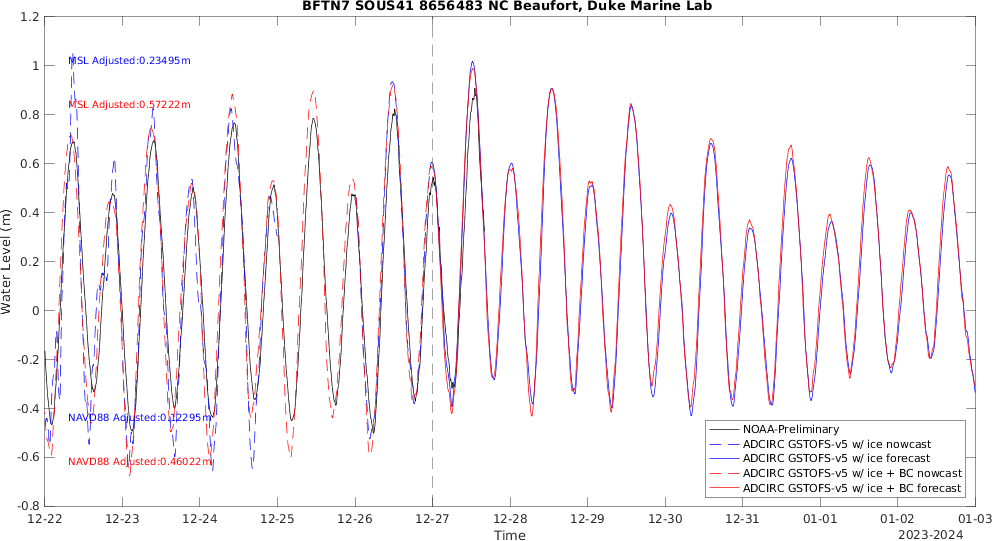 BFTN7 SOUS41 8656483 NC Beaufort, Duke Marine Lab
1.2
1
0.8
0.6
0.4
0.2
0
-0.2
-0.4
-0.6
-0.8
Water Level (m)
MSL Adjusted:0.23495m
MSL Adjusted:0.57222m
NAVD88 Adjusted:0.12295m
NAVD88 Adjusted:0.46022m
NOAA-Preliminary
ADCIRC GSTOFS-v5 w/ ice nowcast
ADCIRC GSTOFS-v5 w/ ice forecast
ADCIRC GSTOFS-v5 w/ ice + BC nowcast
ADCIRC GSTOFS-v5 w/ ice + BC forecast
12-22 12-23 12-24 12-25 12-26 12-27 12-28 12-29 12-30 12-31 01-01 01-02 01-03
Time
2023-2024